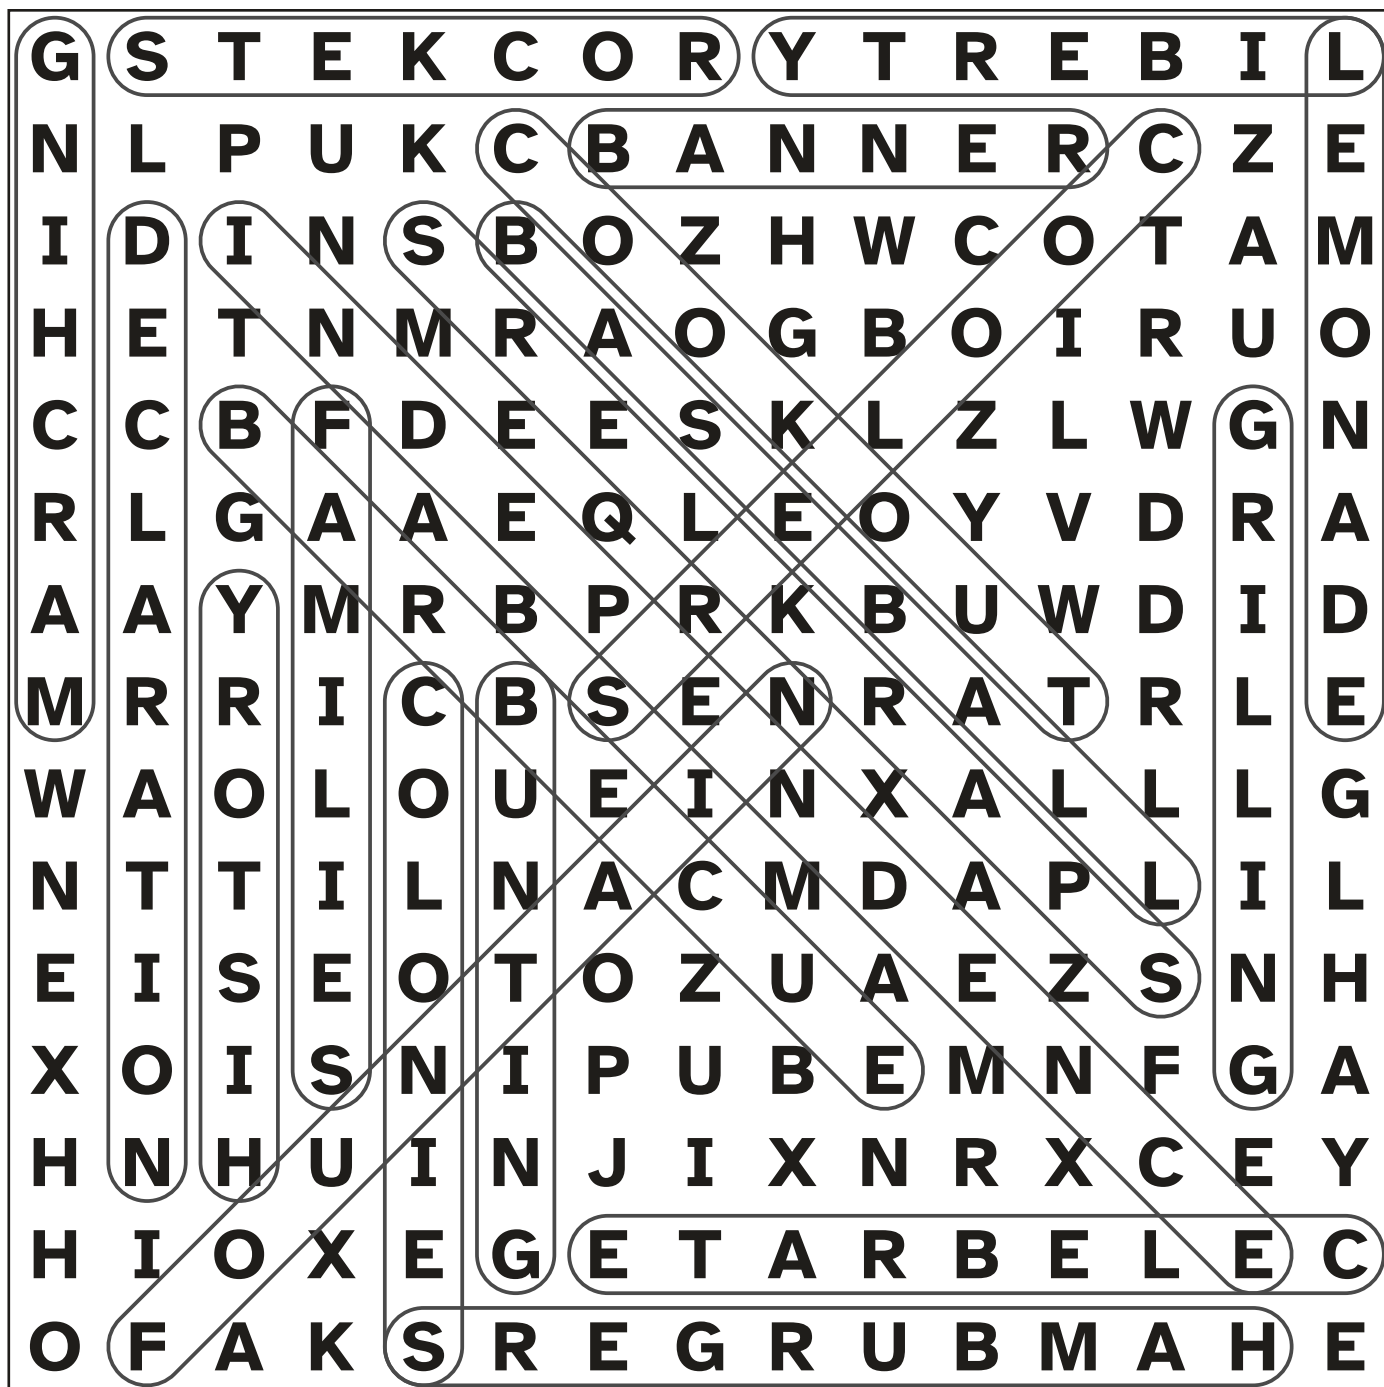 G S T E K C O R Y T R E B I L
N L P U K C B A N N E R C Z E
I D I N S B O Z H W C O T A M
H E T N M R A O G B O I R U O
C C B F D E E S K L Z L W G N
R L G A A E Q L E O Y V D R A
A A Y M R B P R K B U W D I D
M R R I C B S E N R A T R L E
W A O L O U E I N X A L L L G
N T T I L N A C M D A P L I L
E I S E O T O Z U A E Z S N H
X O I S N I P U B E M N F G A
H N H U I N J I X N R X C E Y
H I O X E G E T A R B E L E C
O F A K S R E G R U B M A H E